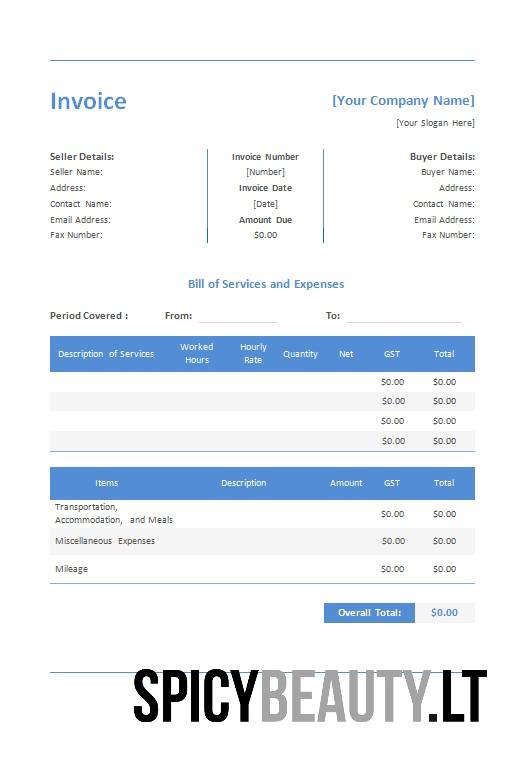 Invoice [Your Company Name]
[Your Slogan Here]
Seller Details: Invoice Number Buyer Details:
Seller Name: [Number] Buyer Name:
Address: Invoice Date Address:
Contact Name: [Date] Contact Name:
Email Address: Amount Due Email Address:
Fax Number: $0.00 Fax Number:
Bill of Services and Expenses
Period Covered : From: To:
Description of Services Worked Hours Hourly Rate Quantity Net GST Total
$0.00 $0.00
$0.00 $0.00
$0.00 $0.00
$0.00 $0.00
Items Description Amount GST Total
Transportation,
Accommodation, and Meals $0.00 $0.00
Miscellaneous Expenses $0.00 $0.00
Mileage $0.00 $0.00
Overall Total: $0.00
SPICYBEAUTY.LT